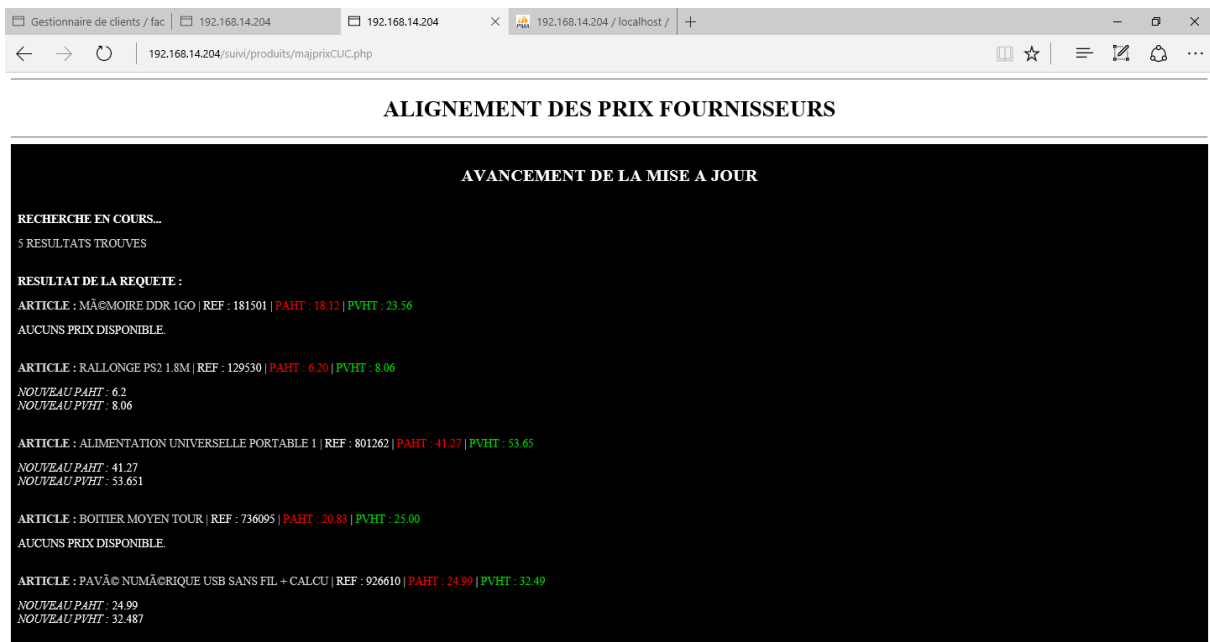 Gestionnaire de clients / fac
192.168.14.204
192.168.14.204
192.168.14.204 / localhost /
192.168.14.204/suivi/produits/majprixCUC.php
ALIGNEMENT DES PRIX FOURNISSEURS
AVANCEMENT DE LA MISE A JOUR
RECHERCHE EN COURS...
5 RESULTATS TROUVES
RESULTAT DE LA REQUETE :
ARTICLE : MÃ©MOIRE DDR 1GO | REF : 181501 | PAHT : 18.12 | PVHT : 23.56
AUCUNS PRIX DISPONIBLE.
ARTICLE : RALLONGE PS2 1.8M | REF : 129530 | PAHT : 6.20 | PVHT : 8.06
NOUVEAU PAHT : 6.2
NOUVEAU PVHT : 8.06
ARTICLE : ALIMENTATION UNIVERSELLE PORTABLE 1 | REF : 801262 | PAHT : 41.27 | PVHT : 53.65
NOUVEAU PAHT : 41.27
NOUVEAU PVHT : 53.651
ARTICLE : BOITIER MOYEN TOUR | REF : 736095 | PAHT : 20.83 | PVHT : 25.00
AUCUNS PRIX DISPONIBLE.
ARTICLE : PAVÃ© NUMÃ©RIQUE USB SANS FIL + CALCU | REF : 926610 | PAHT : 24.99 | PVHT : 32.49
NOUVEAU PAHT : 24.99
NOUVEAU PVHT : 32.487